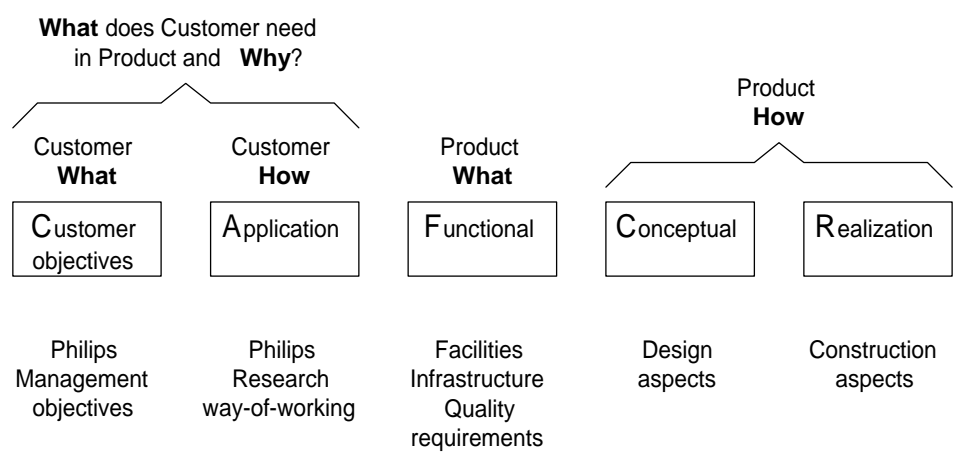 What does Customer need
in Product and Why?
Product
How
Customer
What
Customer
How
Product
What
Customer
objectives
Application
Functional
Conceptual
Realization
Philips
Management
objectives
Philips
Research
way-of-working
Facilities
Infrastructure
Quality
requirements
Design
aspects
Construction
aspects